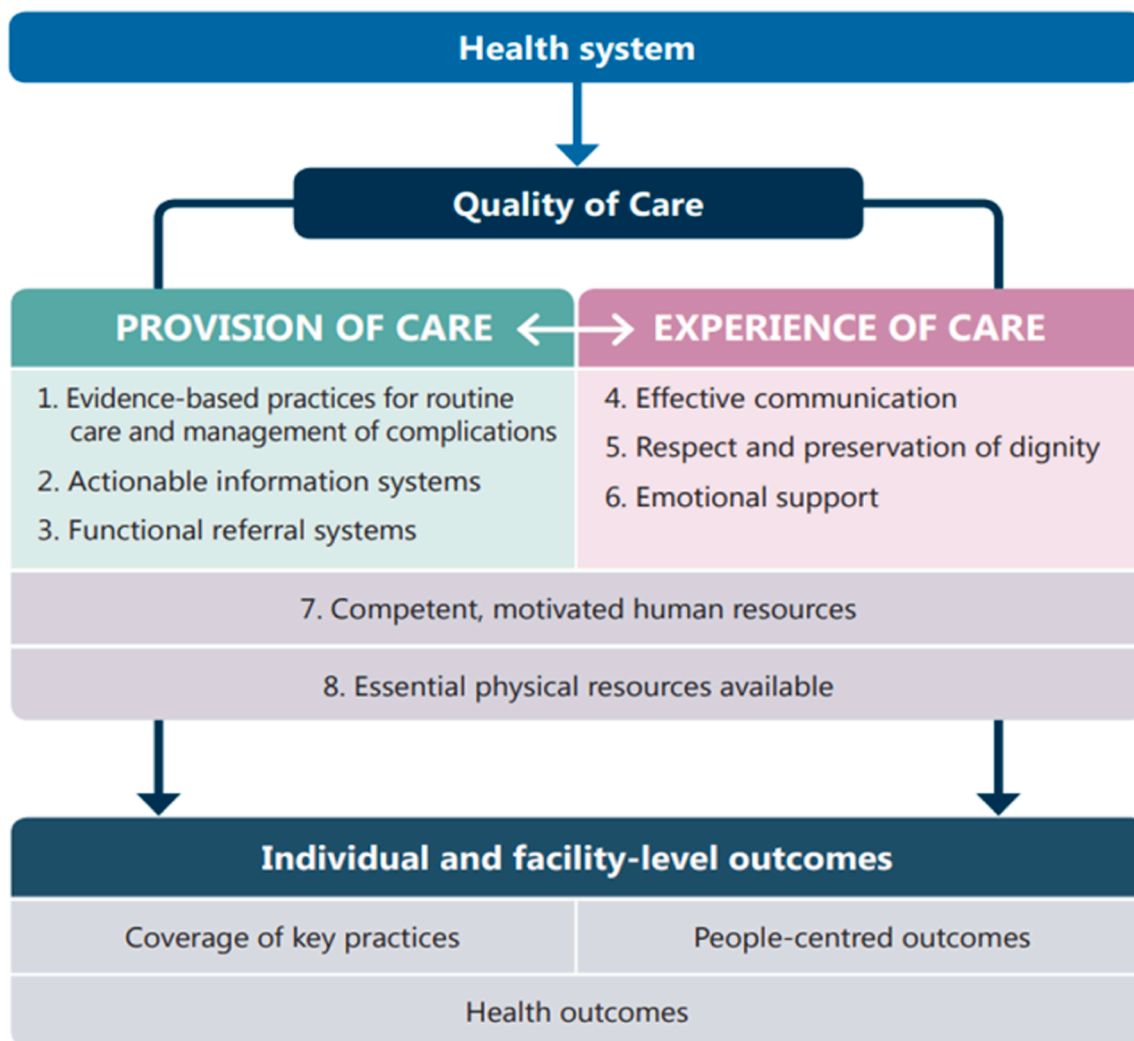 Health system
Quality of Care
PROVISION OF CARE
1. Evidence-based practices for routine
care and management of complications
2. Actionable information systems
3. Functional referral systems
EXPERIENCE OF CARE
4. Effective communication
5. Respect and preservation of dignity
6. Emotional support
7. Competent, motivated human resources
8. Essential physical resources available
Individual and facility-level outcomes
Coverage of key practices
People-centred outcomes
Health outcomes